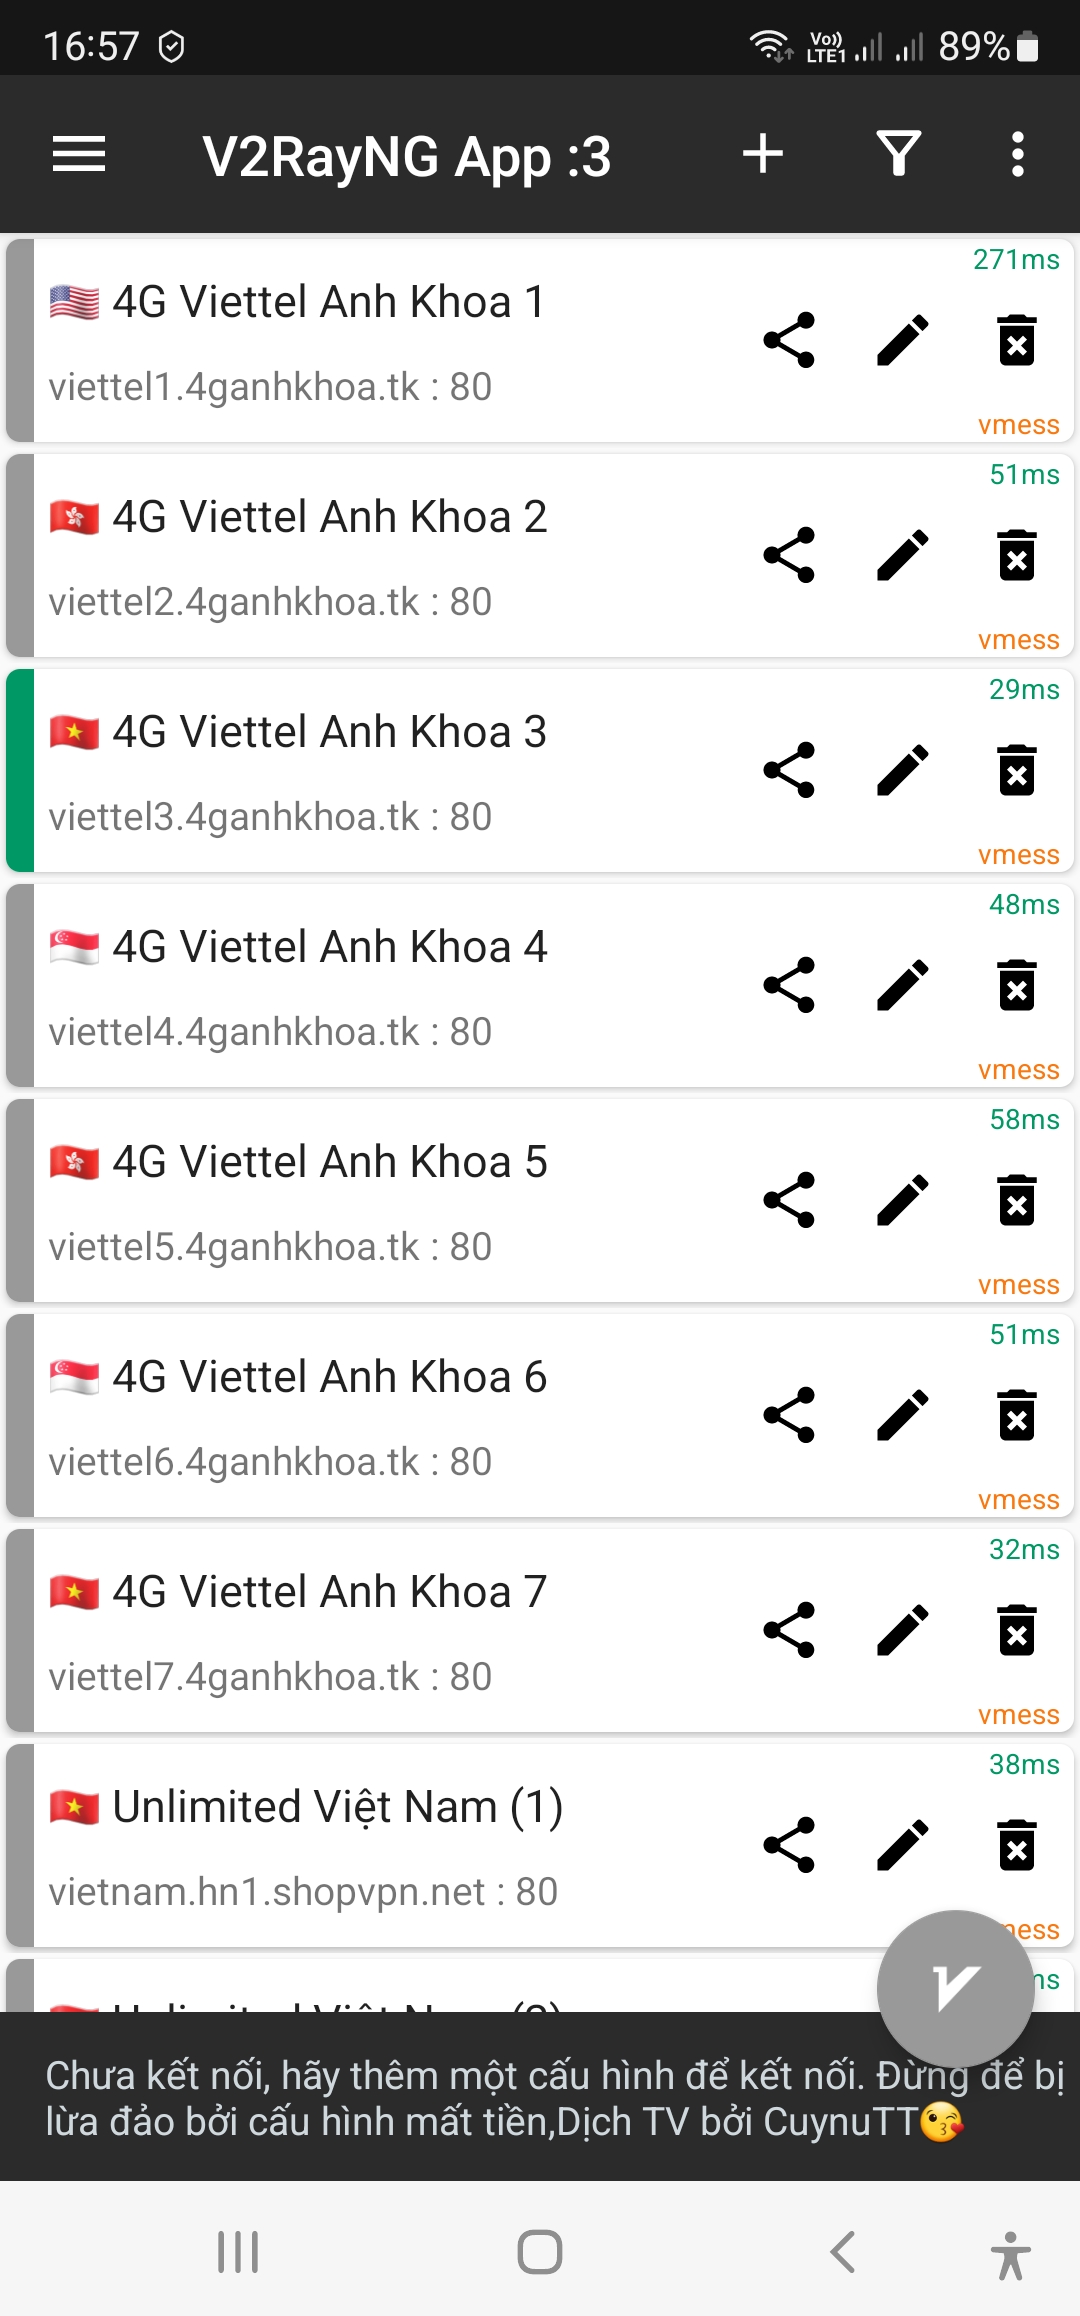 16:57
Vo)) LTE1 89%
V2RayNG App :3
271ms
4G Viettel Anh Khoa 1
viettel1.4ganhkhoa.tk : 80
vmess
51ms
4G Viettel Anh Khoa 2
viettel2.4ganhkhoa.tk : 80
vmess
29ms
4G Viettel Anh Khoa 3
viettel3.4ganhkhoa.tk : 80
vmess
48ms
4G Viettel Anh Khoa 4
viettel4.4ganhkhoa.tk : 80
vmess
58ms
4G Viettel Anh Khoa 5
viettel5.4ganhkhoa.tk : 80
vmess
51ms
4G Viettel Anh Khoa 6
viettel6.4ganhkhoa.tk : 80
vmess
32ms
4G Viettel Anh Khoa 7
viettel7.4ganhkhoa.tk : 80
vmess
38ms
Unlimited Việt Nam (1)
vietnam.hn1.shopvpn.net : 80
Chưa kết nối, hãy thêm một cấu hình để kết nối. Đừng để bị
lừa đảo bởi cấu hình mất tiền,Dịch TV bởi CuynuTT😘